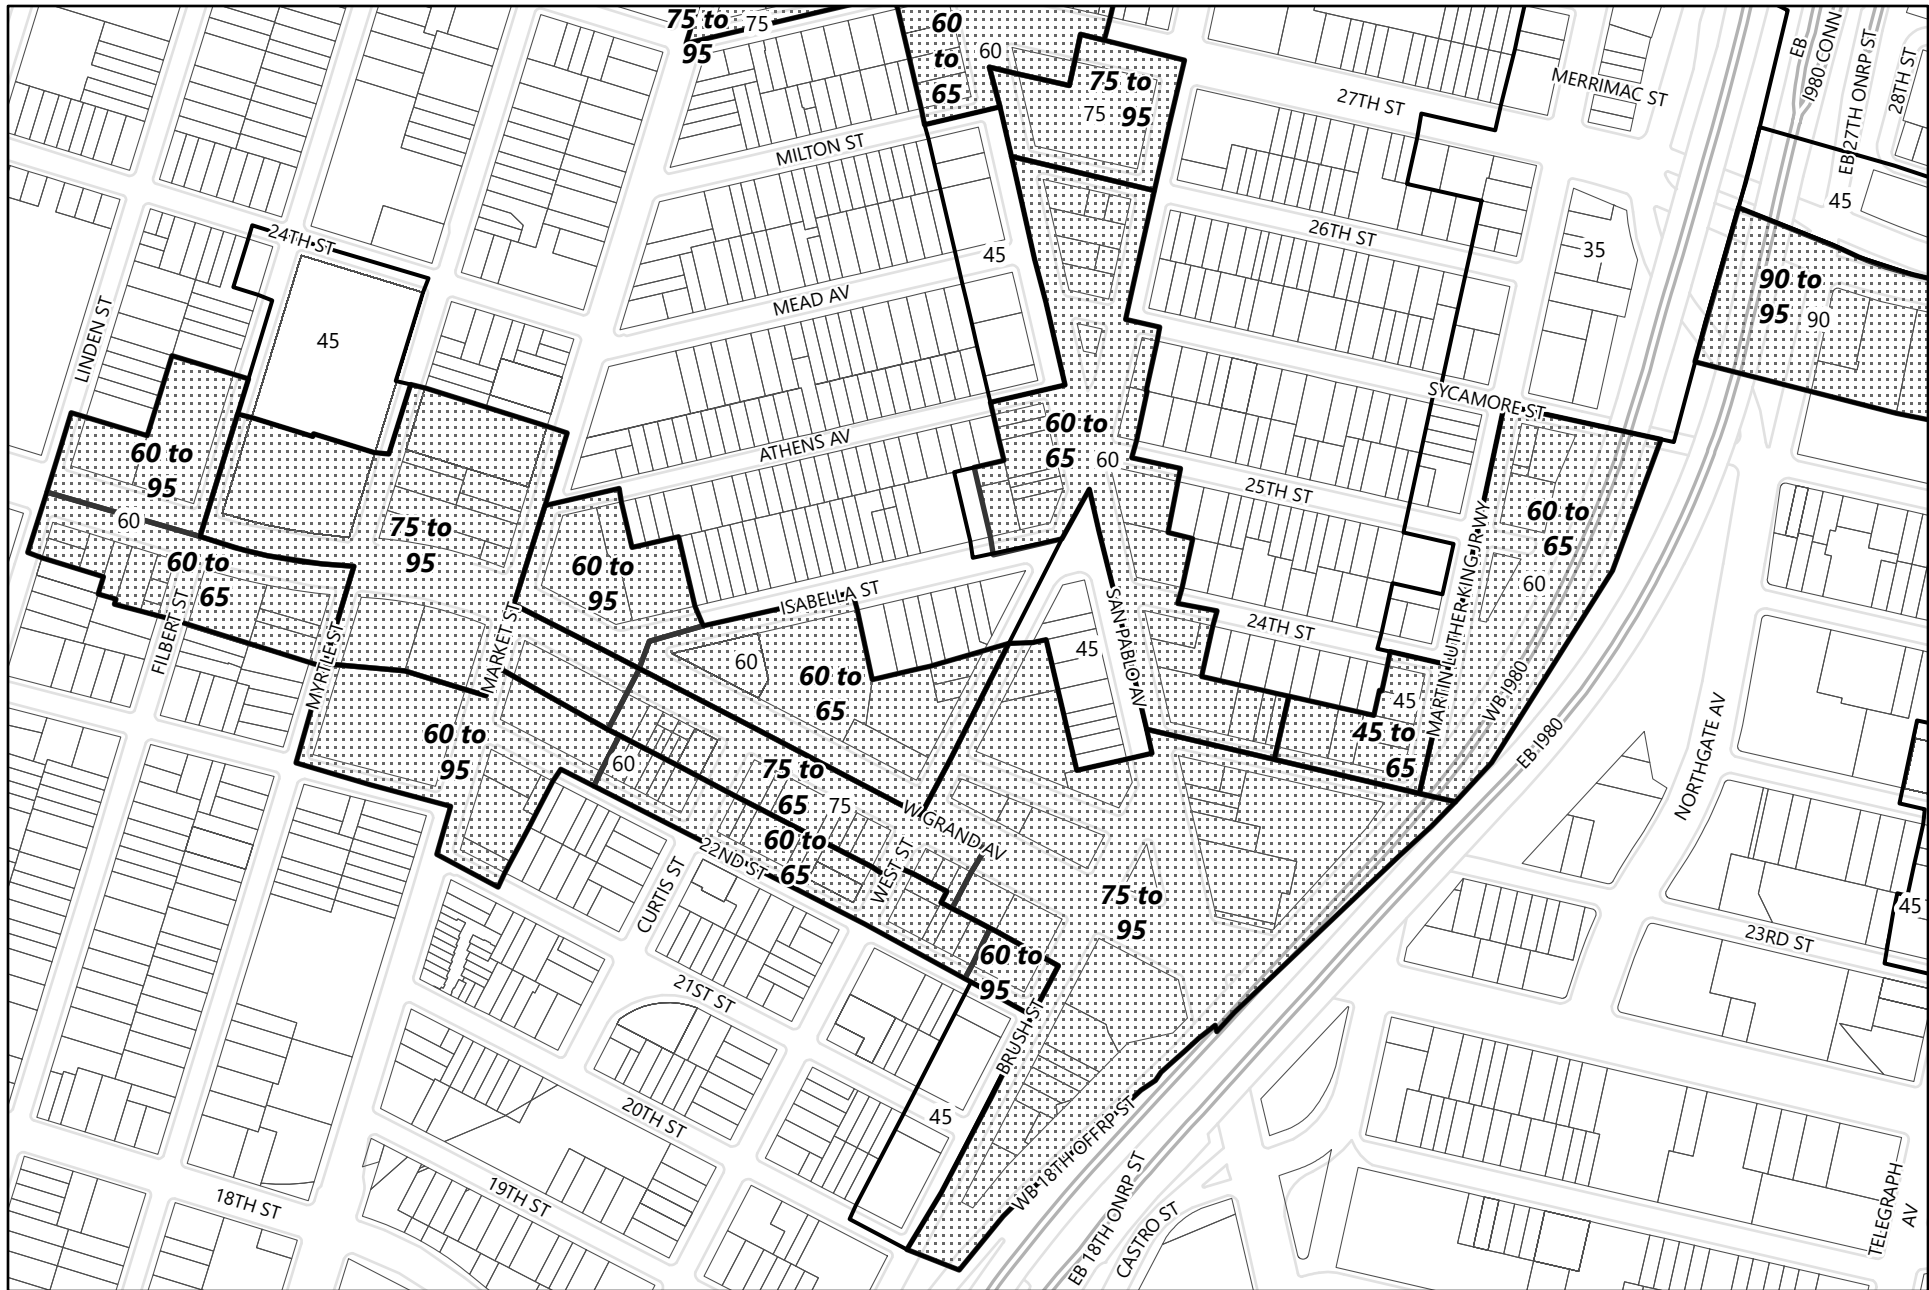 75 to
95
75
60
to
65
60
75 to
95
75
27TH ST
MERRIMAC ST
EB
I980 CONN
EB 27TH ONRP ST
28TH ST
MILTON ST
45
45
35
26TH ST
24TH ST
LINDEN ST
45
MEAD AV
90 to
95
90
SYCAMORE ST
60 to
65
60
ATHENS AV
60 to
95
60
25TH ST
75 to
95
60 to
65
60
60 to
65
60 to
95
ISABELLA ST
FILBERT ST
MYRTLE ST
MARKET ST
SAN PABLO AV
24TH ST
MARTIN LUTHER KING JR WY
WB I980
EB I980
45
60
60 to
65
45
45 to
65
60 to
95
60
75 to
65
75
60 to
65
W GRAND AV
22ND ST
WEST ST
CURTIS ST
NORTHGATE AV
75 to
95
45
23RD ST
60 to
95
21ST ST
BRUSH ST
45
20TH ST
WB 18TH OFFRP ST
19TH ST
18TH ST
EB 18TH ONRP ST
CASTRO ST
TELEGRAPH
AV